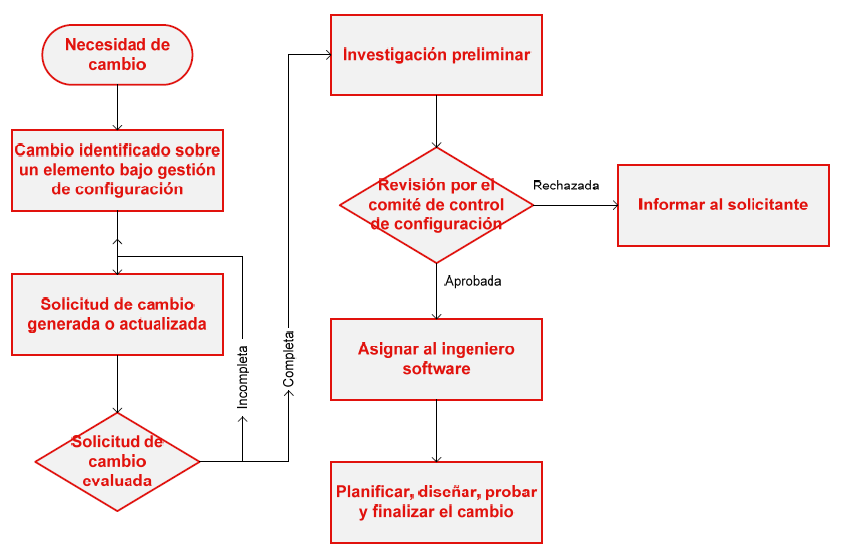 Necesidad de
cambio
Cambio identificado sobre
un elemento bajo gestión
de configuración
Solicitud de cambio
generada o actualizada
Solicitud de
cambio
evaluada
Incompleta
Completa
Investigación preliminar
Revisión por el
comité de control
de configuración
Rechazada
Informar al solicitante
Aprobada
Asignar al ingeniero
software
Planificar, diseñar, probar
y finalizar el cambio